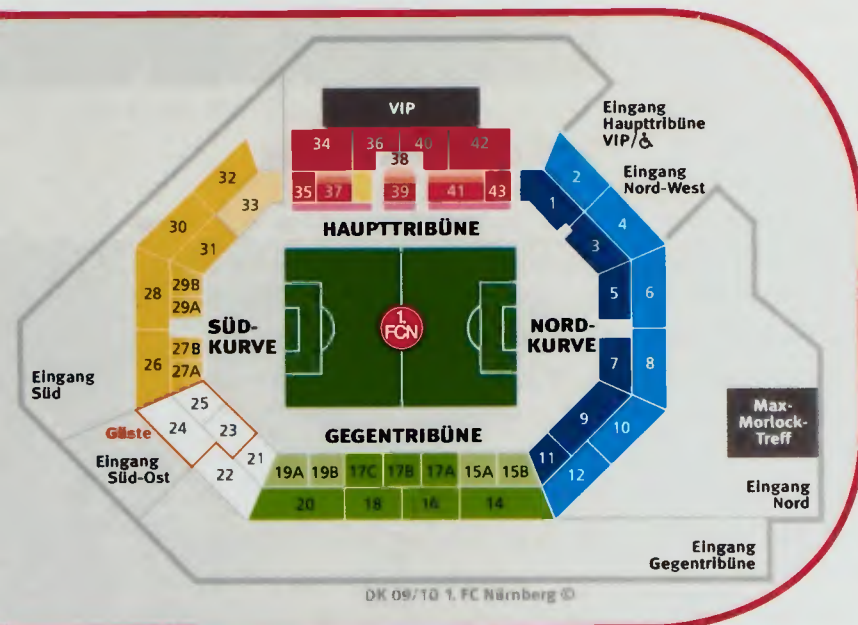 VIP
34
36
40
42
38
35
37
39
41
43
HAUPTTRIBÜNE
Eingang
Haupttribüne
VIP/
Eingang
Nord-West
32
33
30
31
28
29B
29A
27B
27A
26
SÜD-
KURVE
1.
FCN
NORD-
KURVE
2
1
4
3
5
6
7
8
9
10
11
12
Max-
Morlock-
Treff
Eingang
Süd
Gäste
25
24
23
21
22
Eingang
Süd-Ost
GEGENTRIBÜNE
19A
19B
17C
17B
17A
15A
15B
20
18
16
14
Eingang
Nord
Eingang
Gegentribüne
DK 09/10 1. FC Nürnberg ©